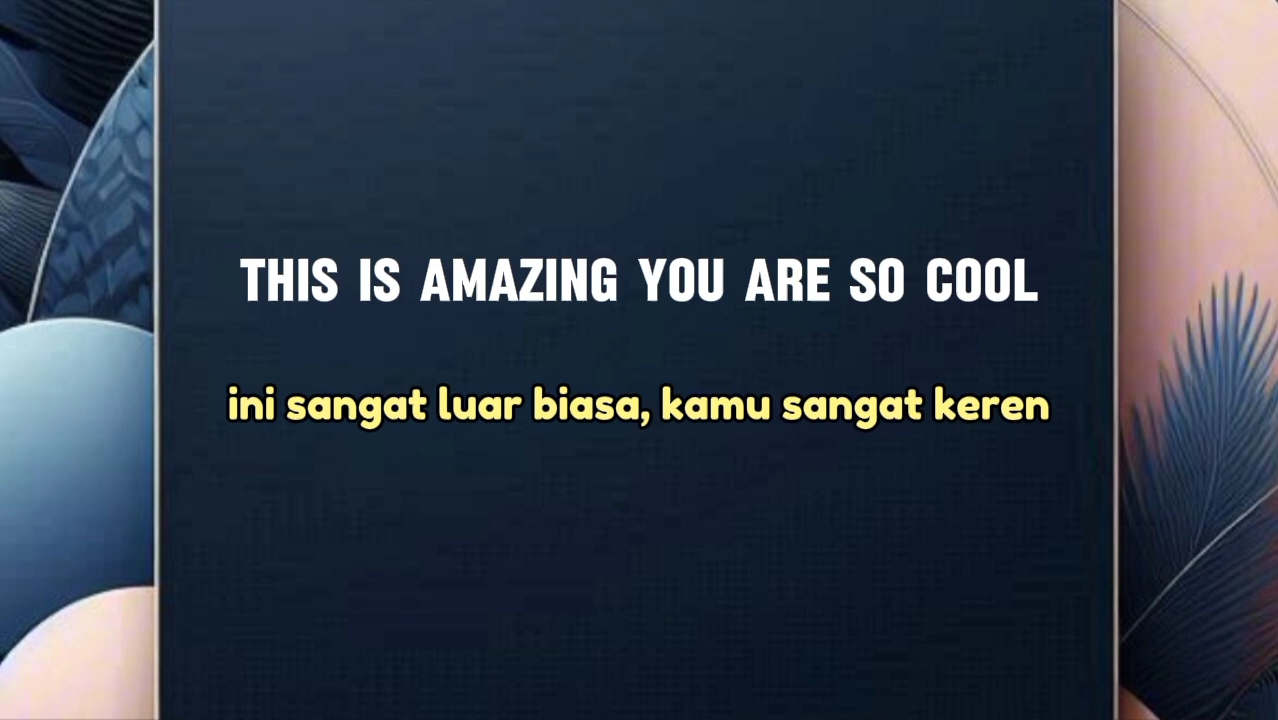 THIS IS AMAZING YOU ARE SO COOL
ini sangat luar biasa, kamu sangat keren